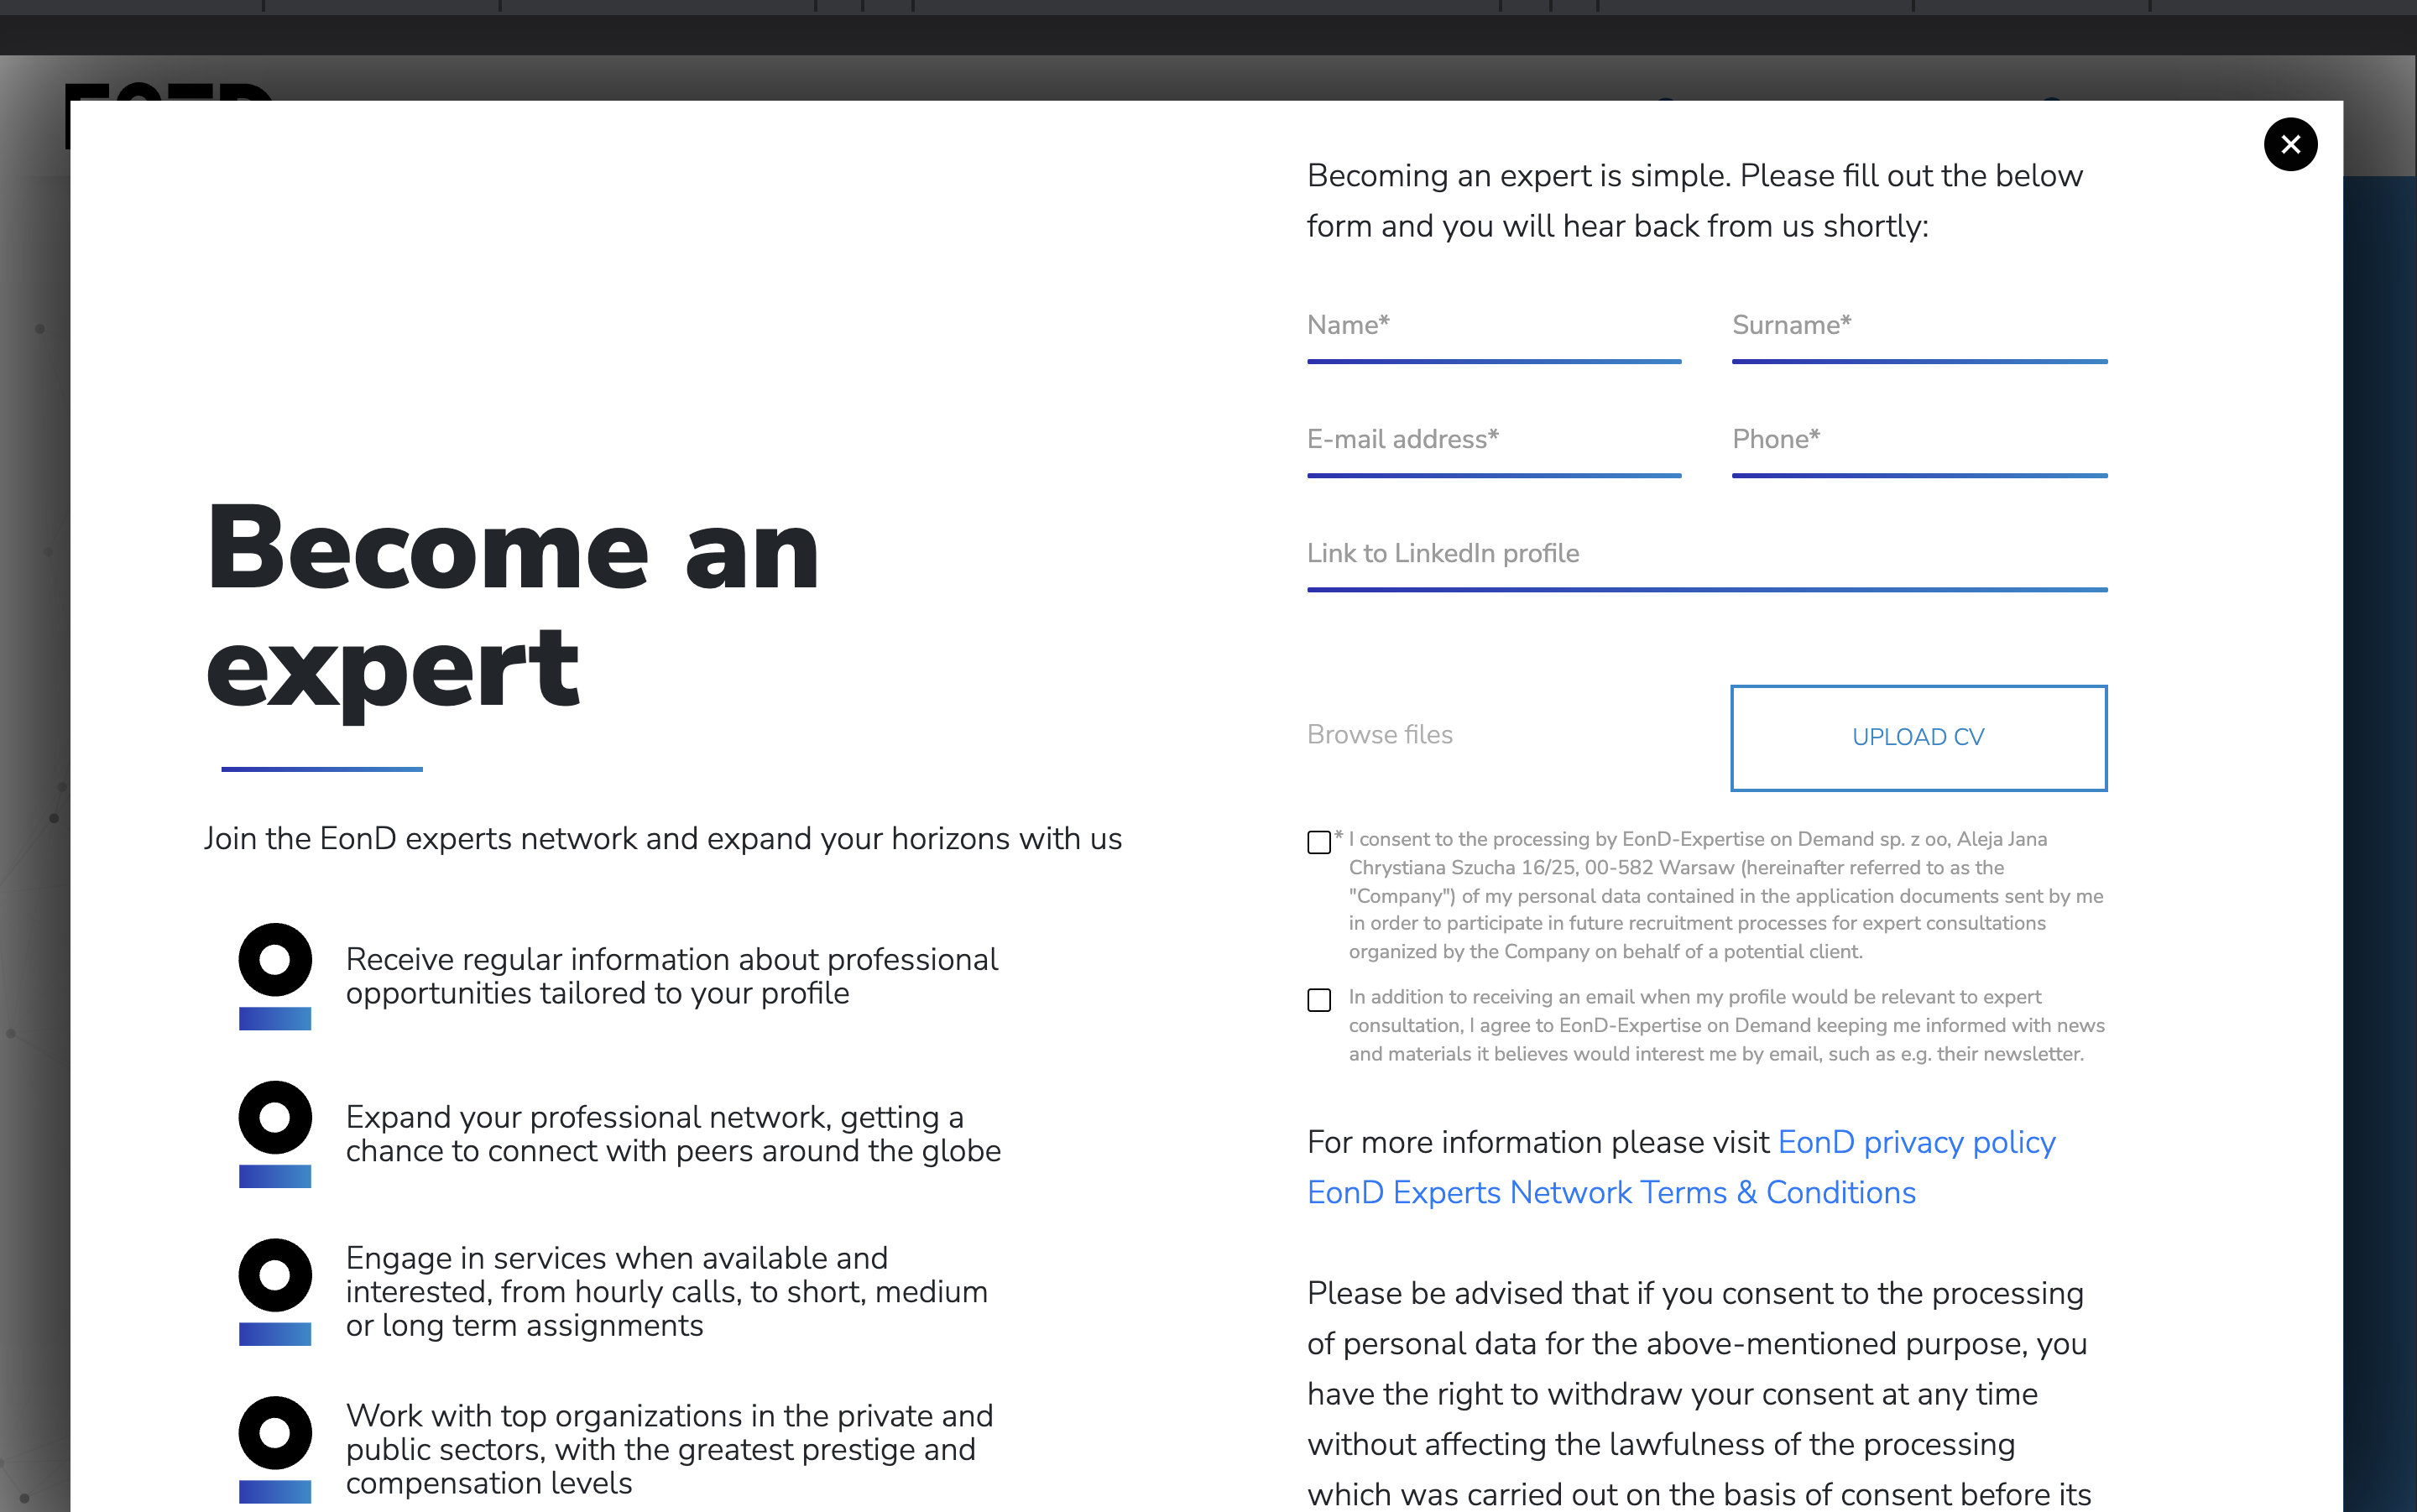 Become an
expert
Join the EonD experts network and expand your horizons with us
Receive regular information about professional
opportunities tailored to your profile
Expand your professional network, getting a
chance to connect with peers around the globe
Engage in services when available and
interested, from hourly calls, to short, medium
or long term assignments
Work with top organizations in the private and
public sectors, with the greatest prestige and
compensation levels
Becoming an expert is simple. Please fill out the below
form and you will hear back from us shortly:
Name*
Surname*
E-mail address*
Phone*
Link to LinkedIn profile
Browse files
UPLOAD CV
* I consent to the processing by EonD-Expertise on Demand sp. z oo, Aleja Jana
Chrystiana Szucha 16/25, 00-582 Warsaw (hereinafter referred to as the
"Company") of my personal data contained in the application documents sent by me
in order to participate in future recruitment processes for expert consultations
organized by the Company on behalf of a potential client.
In addition to receiving an email when my profile would be relevant to expert
consultation, I agree to EonD-Expertise on Demand keeping me informed with news
and materials it believes would interest me by email, such as e.g. their newsletter.
For more information please visit EonD privacy policy
EonD Experts Network Terms & Conditions
Please be advised that if you consent to the processing
of personal data for the above-mentioned purpose, you
have the right to withdraw your consent at any time
without affecting the lawfulness of the processing
which was carried out on the basis of consent before its